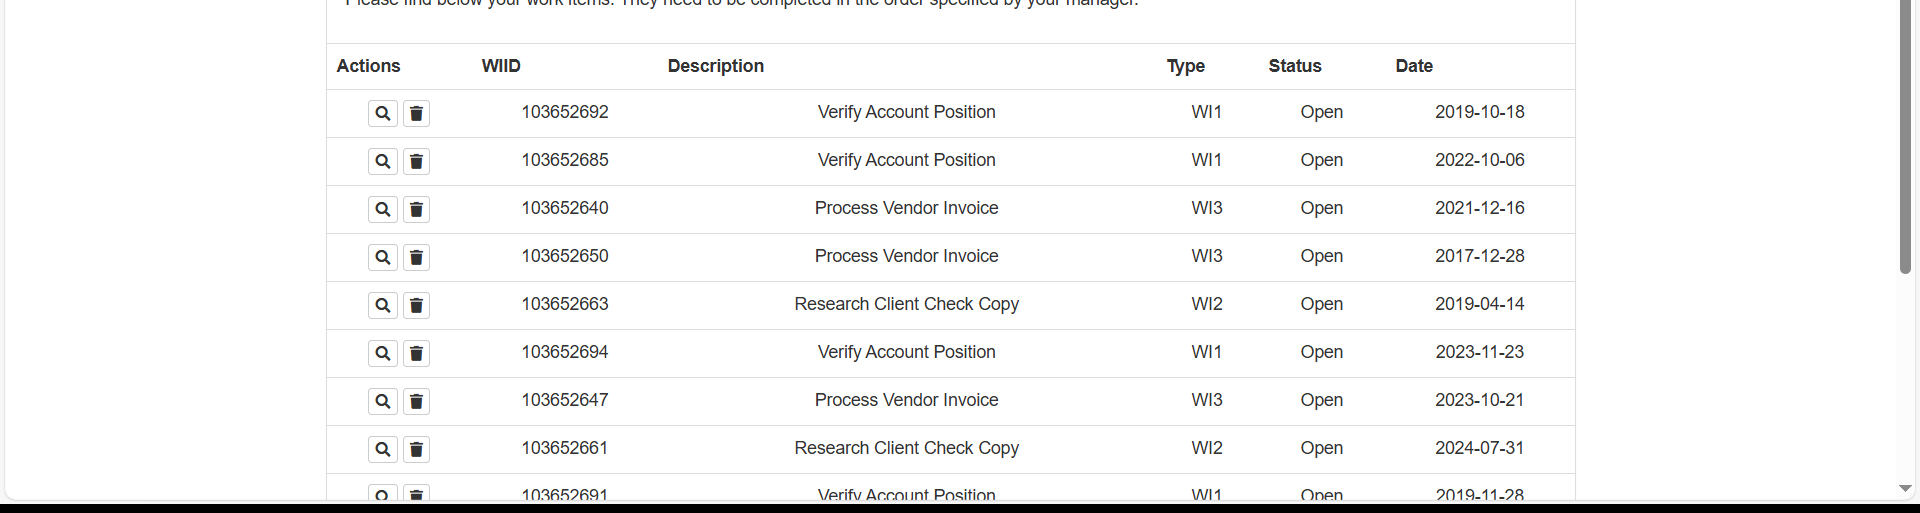 Please find below your work items. They need to be completed in the order specified by your manager.
Actions WIID Description Type Status Date
103652692 Verify Account Position WI1 Open 2019-10-18
103652685 Verify Account Position WI1 Open 2022-10-06
103652640 Process Vendor Invoice WI3 Open 2021-12-16
103652650 Process Vendor Invoice WI3 Open 2017-12-28
103652663 Research Client Check Copy WI2 Open 2019-04-14
103652694 Verify Account Position WI1 Open 2023-11-23
103652647 Process Vendor Invoice WI3 Open 2023-10-21
103652661 Research Client Check Copy WI2 Open 2024-07-31
103652691 Verify Account Position WI1 Open 2019-11-28